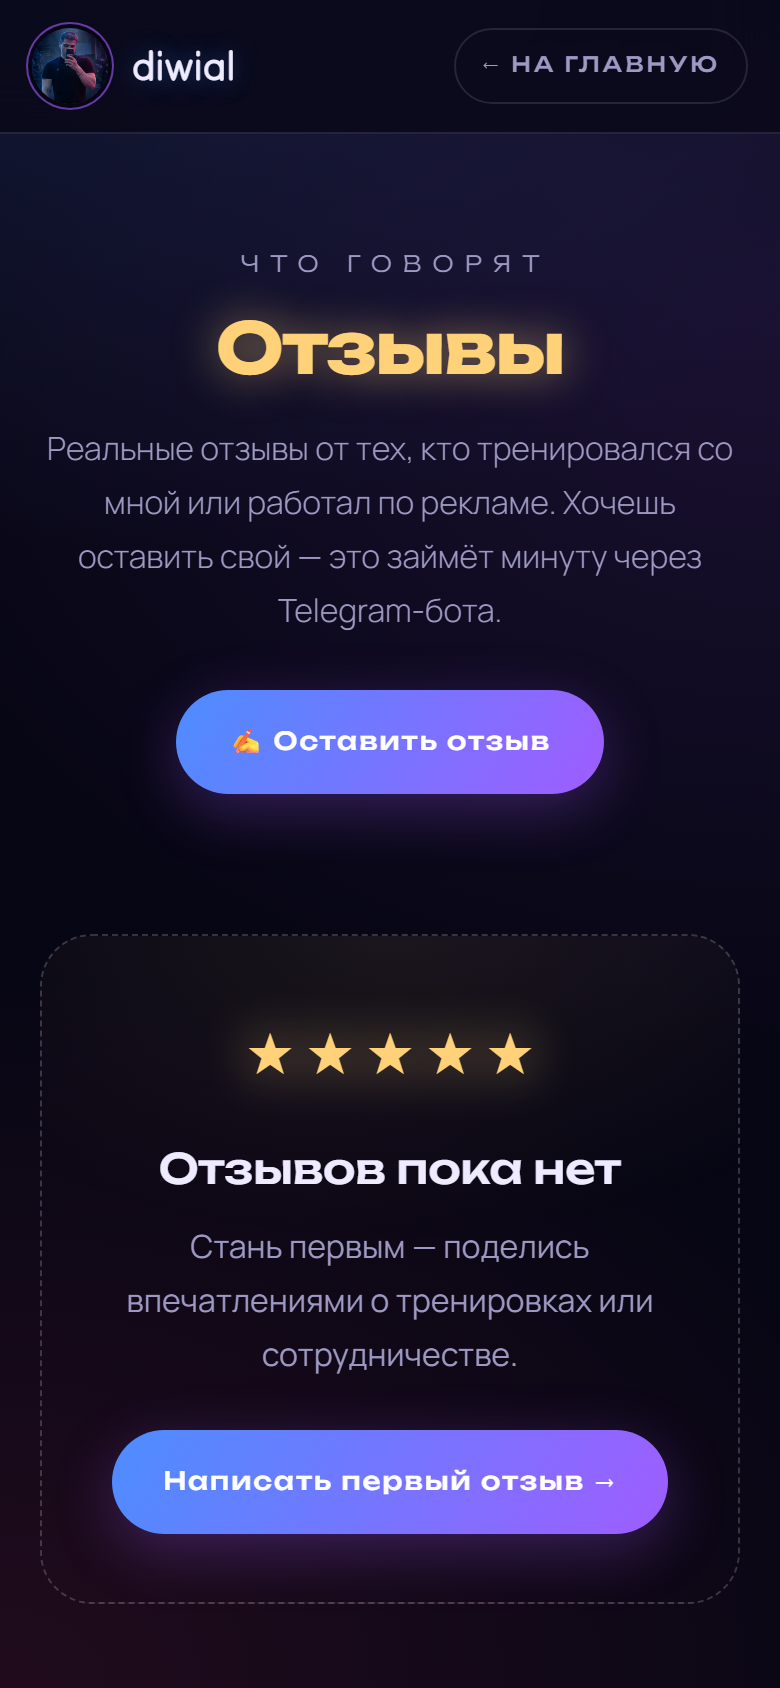 diwial
← НА ГЛАВНУЮ
ЧТО ГОВОРЯТ
Отзывы
Реальные отзывы от тех, кто тренировался со
мной или работал по рекламе. Хочешь
оставить свой — это займёт минуту через
Telegram-бота.
✍️ Оставить отзыв
★★★★★
Отзывов пока нет
Стань первым — поделись
впечатлениями о тренировках или
сотрудничестве.
Написать первый отзыв →